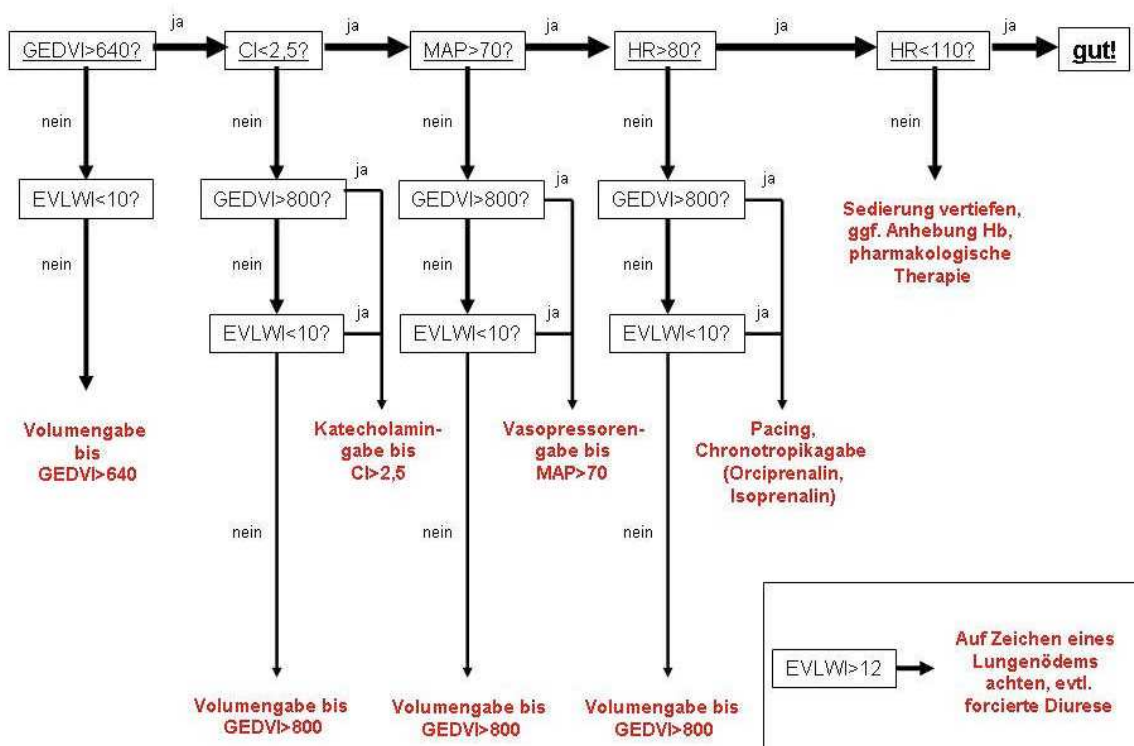 ja
ja
ja
ja
ja
GEDVI>640?
CI<2,5?
MAP>70?
HR>80?
HR<110?
gut!
nein
nein
nein
nein
nein
ja
ja
ja
EVLWI<10?
GEDVI>800?
GEDVI>800?
GEDVI>800?
Sedierung vertiefen,
ggf. Anhebung Hb,
pharmakologische
Therapie
nein
nein
nein
nein
ja
ja
ja
EVLWI<10?
EVLWI<10?
EVLWI<10?
Volumengabe
bis
GEDVI>640
Katecholamin-
gabe bis
CI>2,5
Vasopressoren-
gabe bis
MAP>70
Pacing,
Chronotropikagabe
(Orciprenalin,
Isoprenalin)
nein
nein
nein
Volumengabe bis
GEDVI>800
Volumengabe bis
GEDVI>800
Volumengabe bis
GEDVI>800
EVLWI>12
Auf Zeichen eines
Lungenödems
achten, evtl.
forcierte Diurese